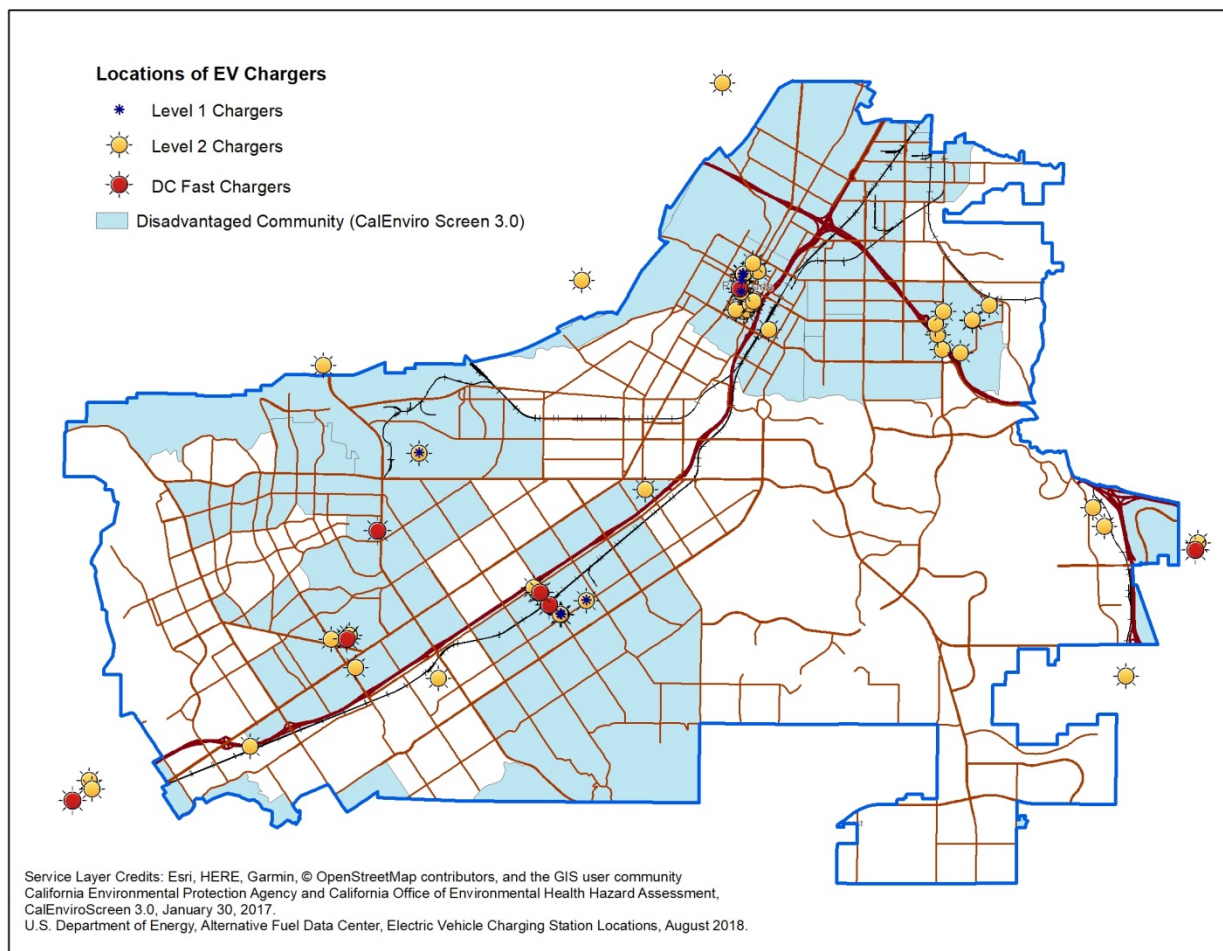 Locations of EV Chargers
Level 1 Chargers
Level 2 Chargers
DC Fast Chargers
Disadvantaged Community (CalEnviro Screen 3.0)
Service Layer Credits: Esri, HERE, Garmin, © OpenStreetMap contributors, and the GIS user community
California Environmental Protection Agency and California Office of Environmental Health Hazard Assessment,
CalEnviroScreen 3.0, January 30, 2017.
U.S. Department of Energy, Alternative Fuel Data Center, Electric Vehicle Charging Station Locations, August 2018.